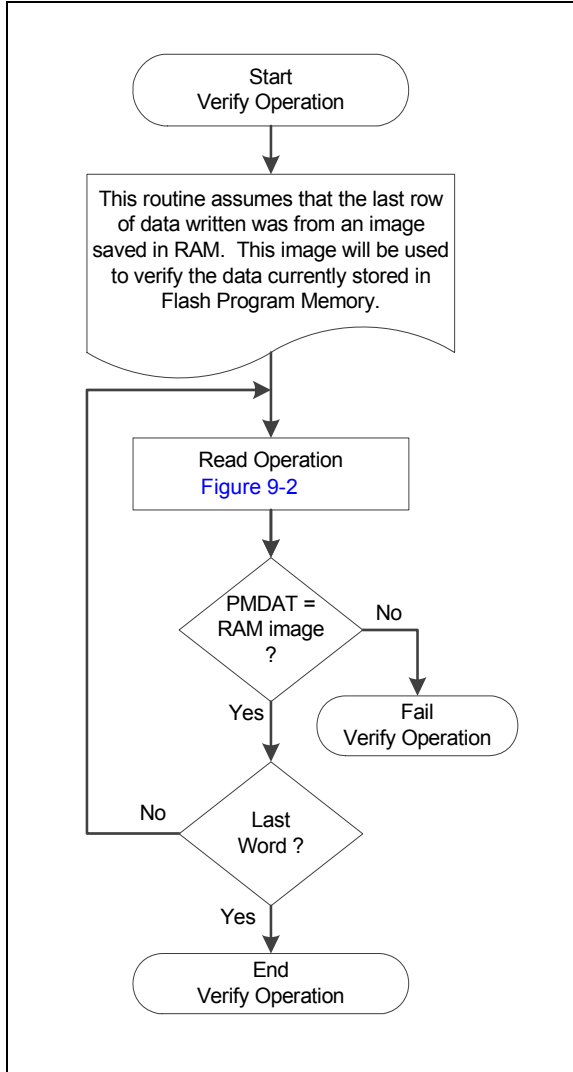 Start
Verify Operation
This routine assumes that the last row
of data written was from an image
saved in RAM. This image will be used
to verify the data currently stored in
Flash Program Memory.
Read Operation
Figure 9-2
PMDAT =
RAM image
?
No
Yes
Fail
Verify Operation
No
Last
Word ?
Yes
End
Verify Operation